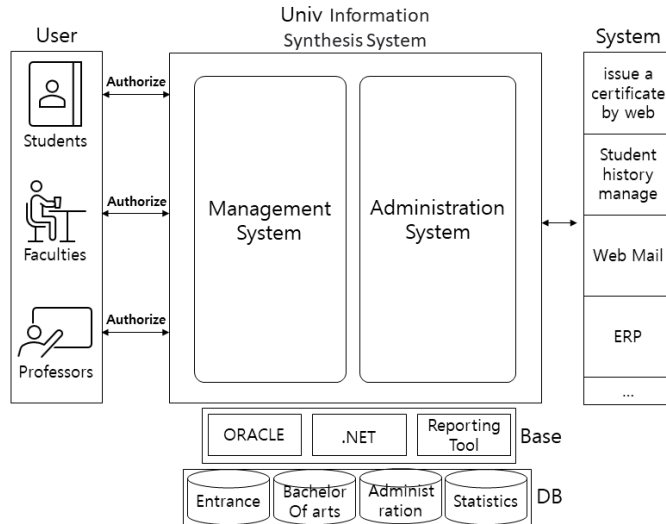 Univ Information
Synthesis System
User
Authorize
Students
Authorize
Faculties
Authorize
Professors
Management
System
Administration
System
System
issue a
certificate
by web
Student
history
manage
Web Mail
ERP
...
ORACLE
.NET
Reporting
Tool
Base
Entrance
Bachelor
Of arts
Administ
ration
Statistics
DB